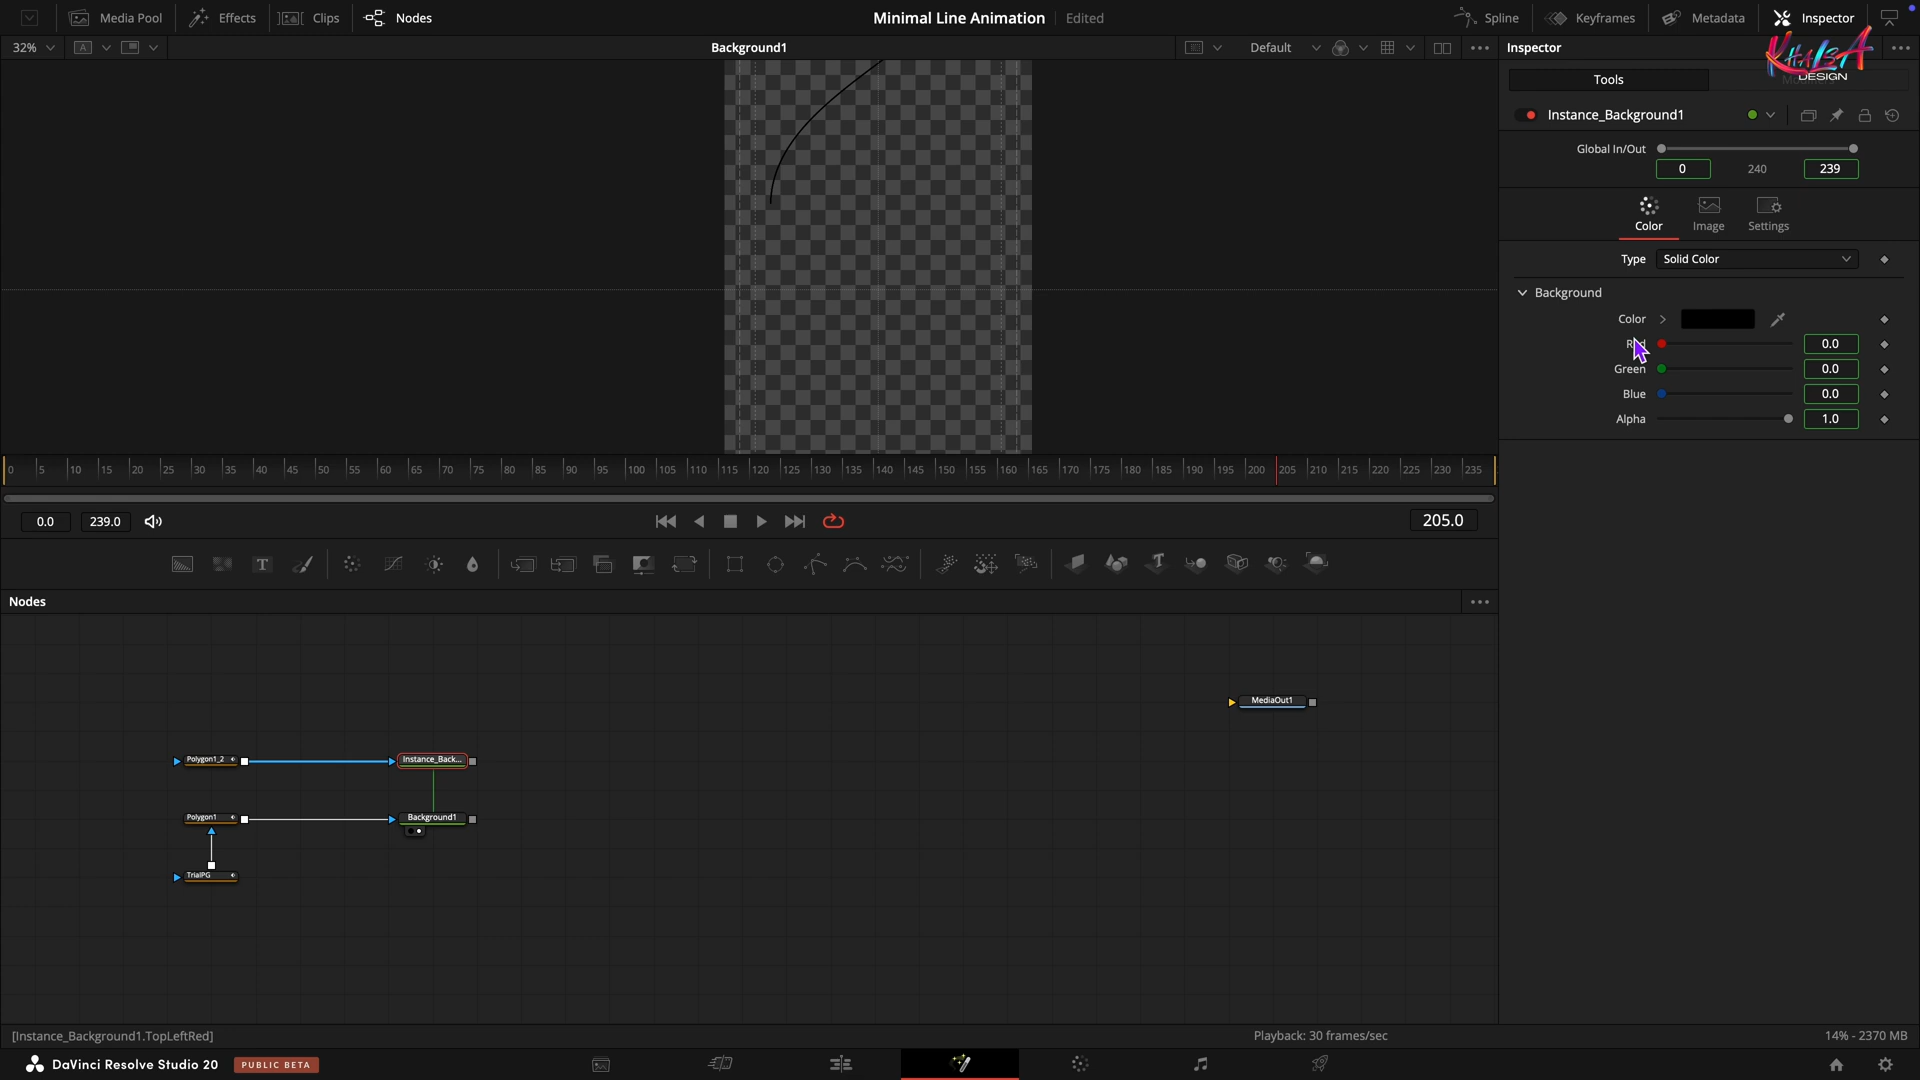 Media Pool
Effects
Clips
Nodes
Minimal Line Animation
Edited
Spline
Keyframes
Metadata
Inspector
32%
A
Background1
Default
Inspector
KHALSA
DESIGN
Tools
Instance_Background1
Global In/Out
0
240
239
Color
Image
Settings
Type
Solid Color
Background
Color
Red
0.0
Green
0.0
Blue
0.0
Alpha
1.0
0 5 10 15 20 25 30 35 40 45 50 55 60 65 70 75 80 85 90 95 100 105 110 115 120 125 130 135 140 145 150 155 160 165 170 175 180 185 190 195 200 205 210 215 220 225 230 235
0.0
239.0
205.0
T
T
Nodes
MediaOut1
Polygon1_2
Instance_Back...
Polygon1
Background1
TrialPG
[Instance_Background1.TopLeftRed]
Playback: 30 frames/sec
14% - 2370 MB
DaVinci Resolve Studio 20
PUBLIC BETA